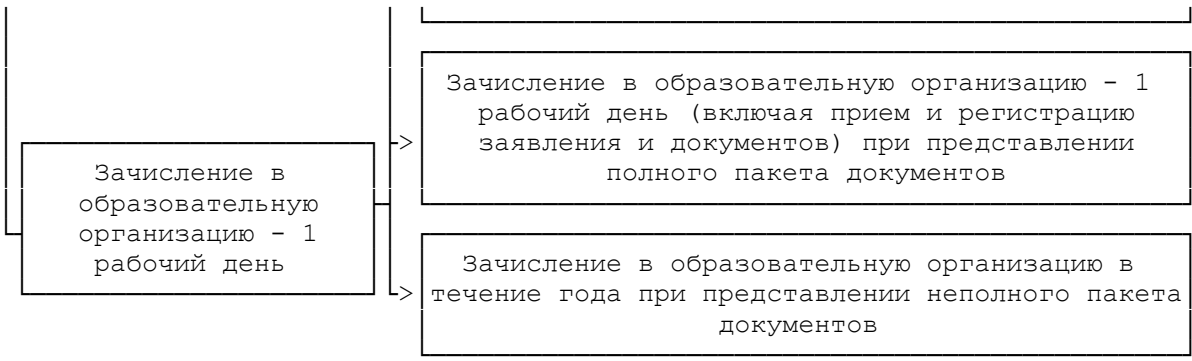 Зачисление в образовательную организацию - 1
рабочий день (включая прием и регистрацию
заявления и документов) при представлении
полного пакета документов
Зачисление в
образовательную
организацию - 1
рабочий день
Зачисление в образовательную организацию в
течение года при представлении неполного пакета
документов